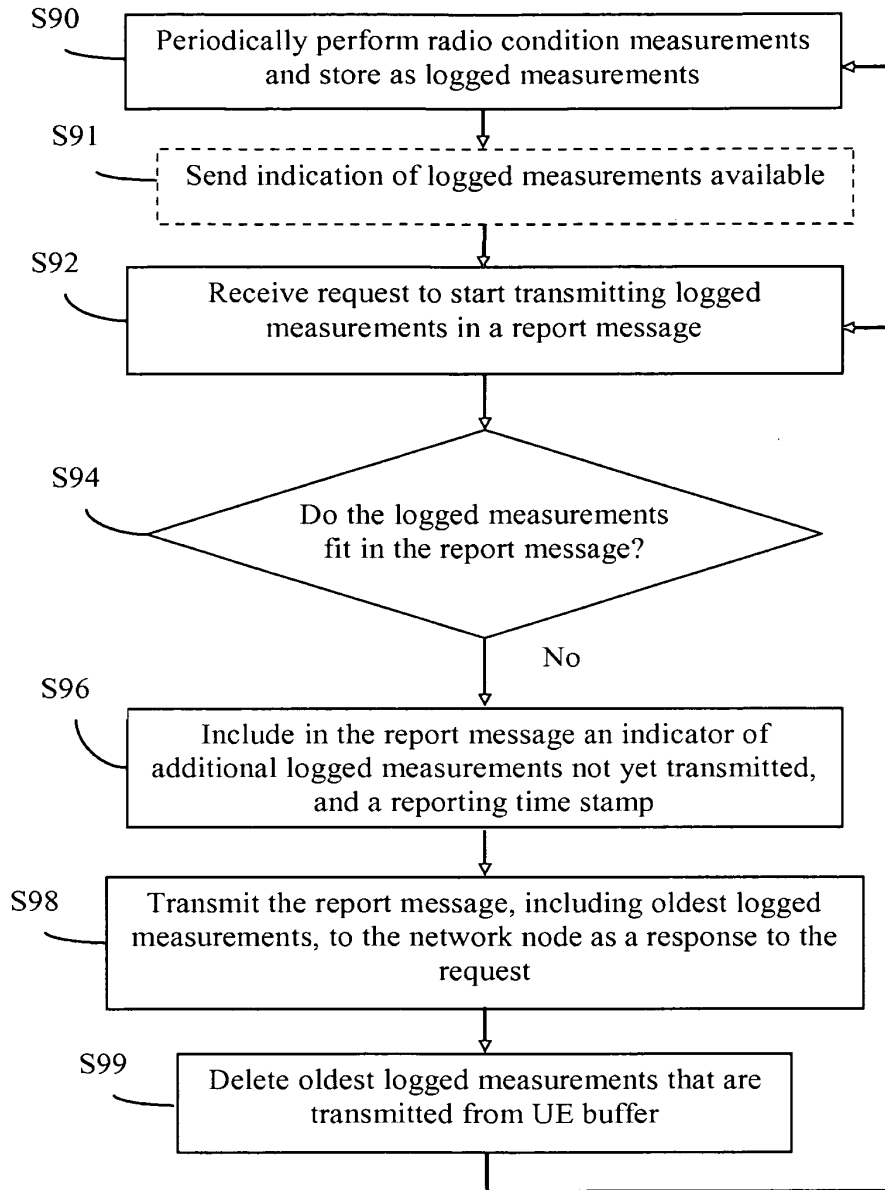 S90
Periodically perform radio condition measurements
and store as logged measurements
S91
Send indication of logged measurements available
S92
Receive request to start transmitting logged
measurements in a report message
S94
Do the logged measurements
fit in the report message?
No
S96
Include in the report message an indicator of
additional logged measurements not yet transmitted,
and a reporting time stamp
S98
Transmit the report message, including oldest logged
measurements, to the network node as a response to the
request
S99
Delete oldest logged measurements that are
transmitted from UE buffer